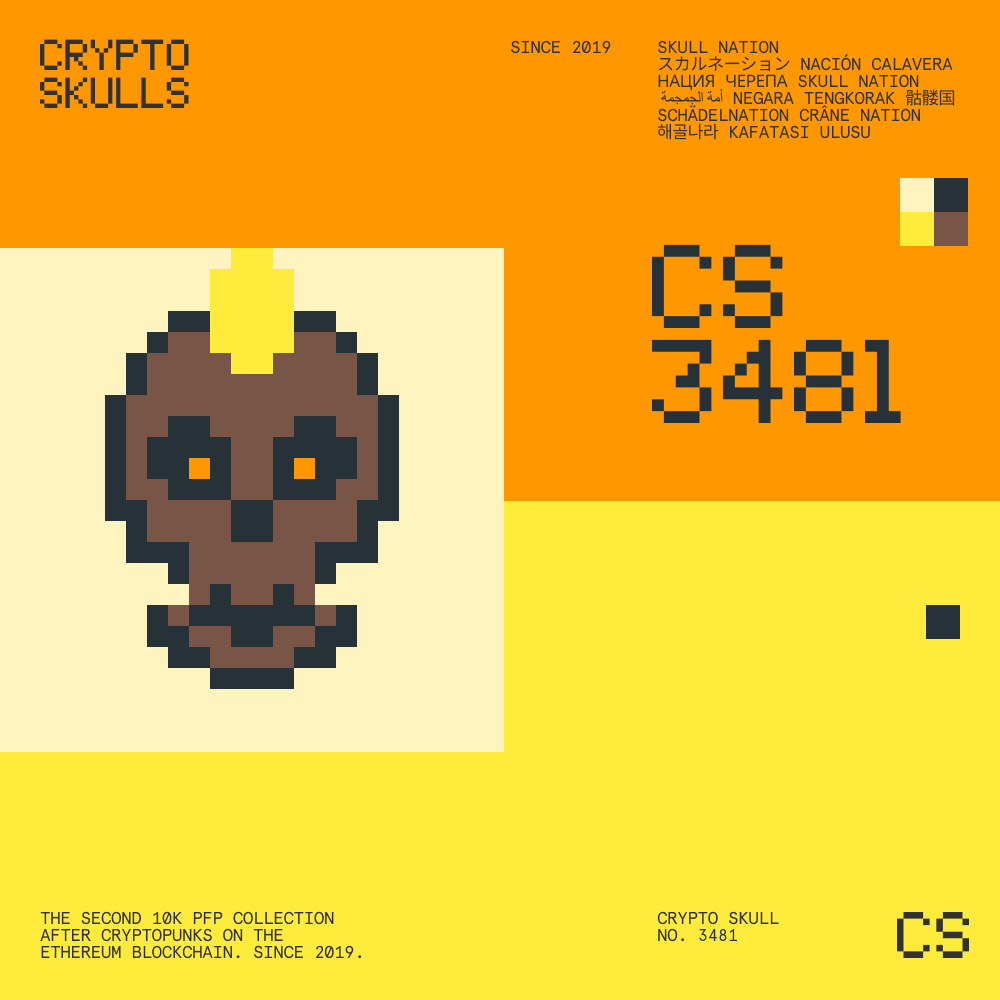 CRYPTO
SKULLS
SINCE 2019
SKULL NATION
スカルネーション NACIÓN CALAVERA
НАЦИЯ ЧЕРЕПА SKULL NATION
أمة الجمجمة NEGARA TENGKORAK 骷髅国
SCHÄDELNATION CRÂNE NATION
해골나라 KAFATASI ULUSU
CS
3481
THE SECOND 10K PFP COLLECTION
AFTER CRYPTOPUNKS ON THE
ETHEREUM BLOCKCHAIN. SINCE 2019.
CRYPTO SKULL
NO. 3481
CS